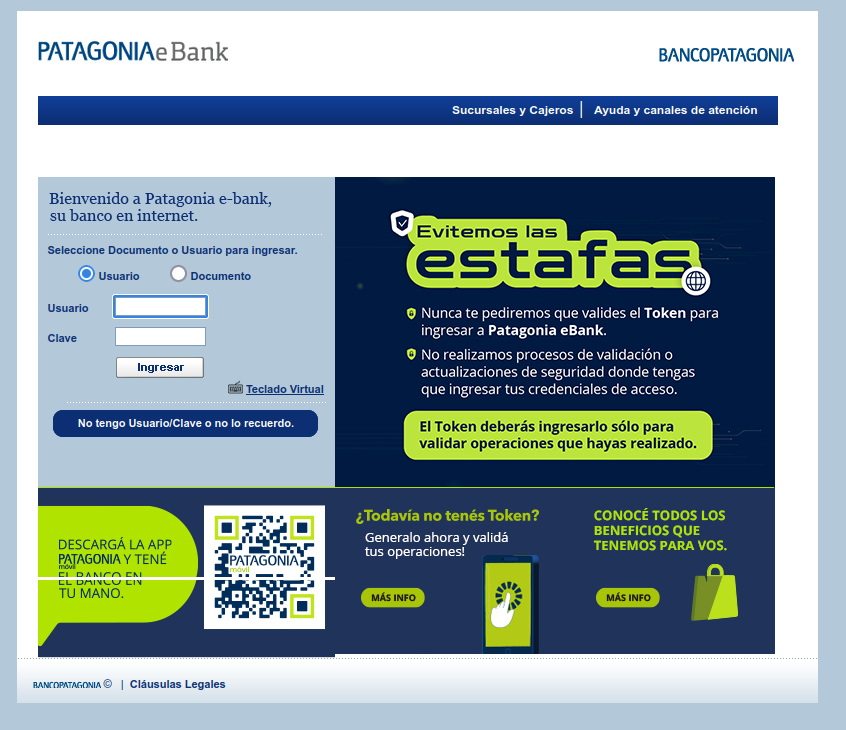 PATAGONIAe Bank
BANCOPATAGONIA
Sucursales y Cajeros | Ayuda y canales de atención
Bienvenido a Patagonia e-bank,
su banco en internet.
Seleccione Documento o Usuario para ingresar.
Usuario Documento
Usuario
Clave
Ingresar
Teclado Virtual
No tengo Usuario/Clave o no lo recuerdo.
Evitemos las
estafas
Nunca te pediremos que valides el Token para
ingresar a Patagonia eBank.
No realizamos procesos de validación o
actualizaciones de seguridad donde tengas
que ingresar tus credenciales de acceso.
El Token deberás ingresarlo sólo para
validar operaciones que hayas realizado.
DESCARGÁ LA APP
PATAGONIA Y TENÉ
móvil
EL BANCO EN
TU MANO.
PATAGONIA
móvil
¿Todavía no tenés Token?
Generalo ahora y validá
tus operaciones!
MÁS INFO
CONOCÉ TODOS LOS
BENEFICIOS QUE
TENEMOS PARA VOS.
MÁS INFO
BANCOPATAGONIA © | Cláusulas Legales